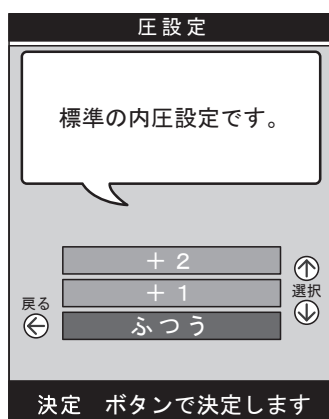 圧設定
標準の内圧設定です。
＋２
＋１
ふつう
戻る
選択
決定　ボタンで決定します